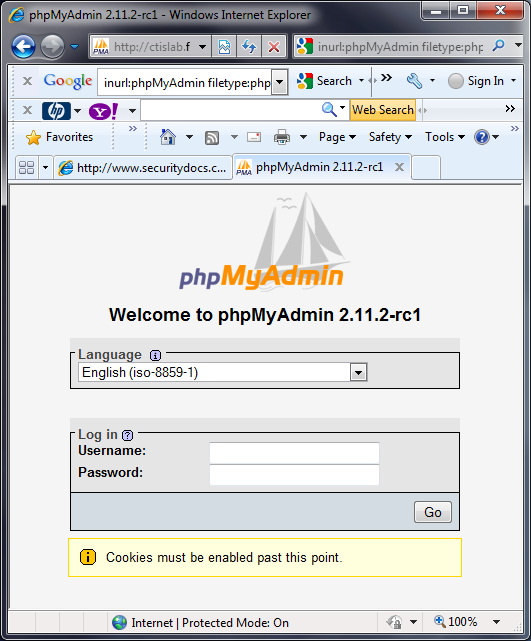 phpMyAdmin 2.11.2-rc1 - Windows Internet Explorer
PMA http://ctislab.f inurl:phpMyAdmin filetype:php
x Google inurl:phpMyAdmin filetype:php Search Sign In
x hp Y! Web Search
Favorites Page Safety Tools
http://www.securitydocs.c... PMA phpMyAdmin 2.11.2-rc1 x
phpMyAdmin
Welcome to phpMyAdmin 2.11.2-rc1
Language
English (iso-8859-1)
Log in
Username:
Password:
Go
Cookies must be enabled past this point.
Internet | Protected Mode: On 100%